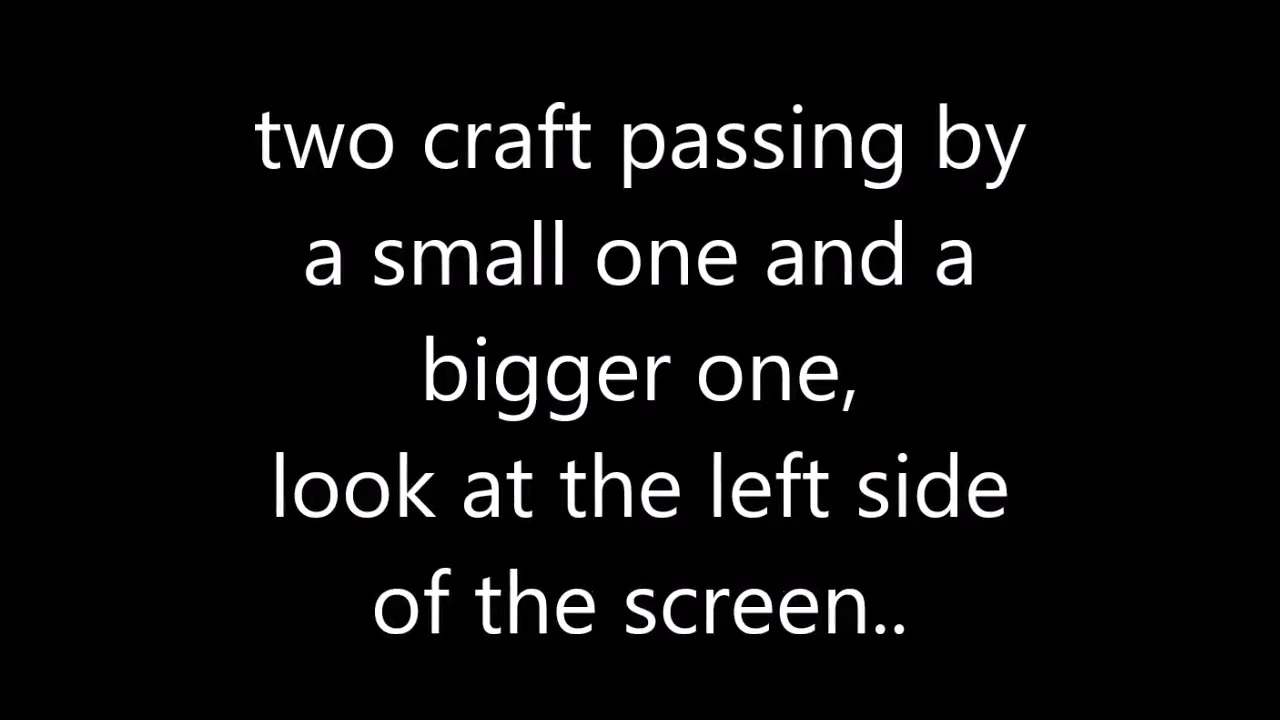 two craft passing by
a small one and a
bigger one,
look at the left side
of the screen..